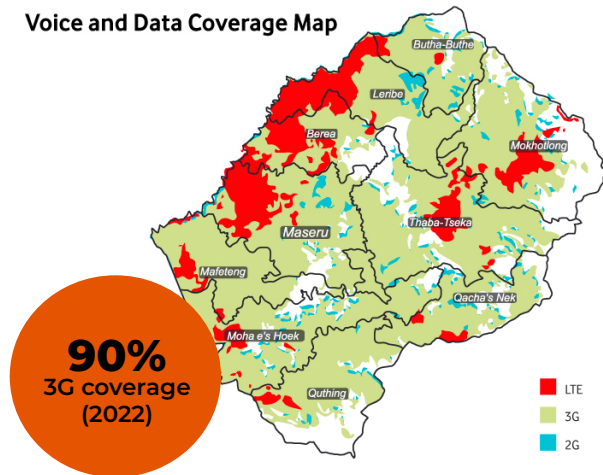 Voice and Data Coverage Map
Butha-Buthe
Leribe
Berea
Mokhotlong
Maseru
Thaba-Tseka
Mafeteng
Qacha's Nek
Moha e's Hoek
Quthing
90%
3G coverage
(2022)
LTE
3G
2G